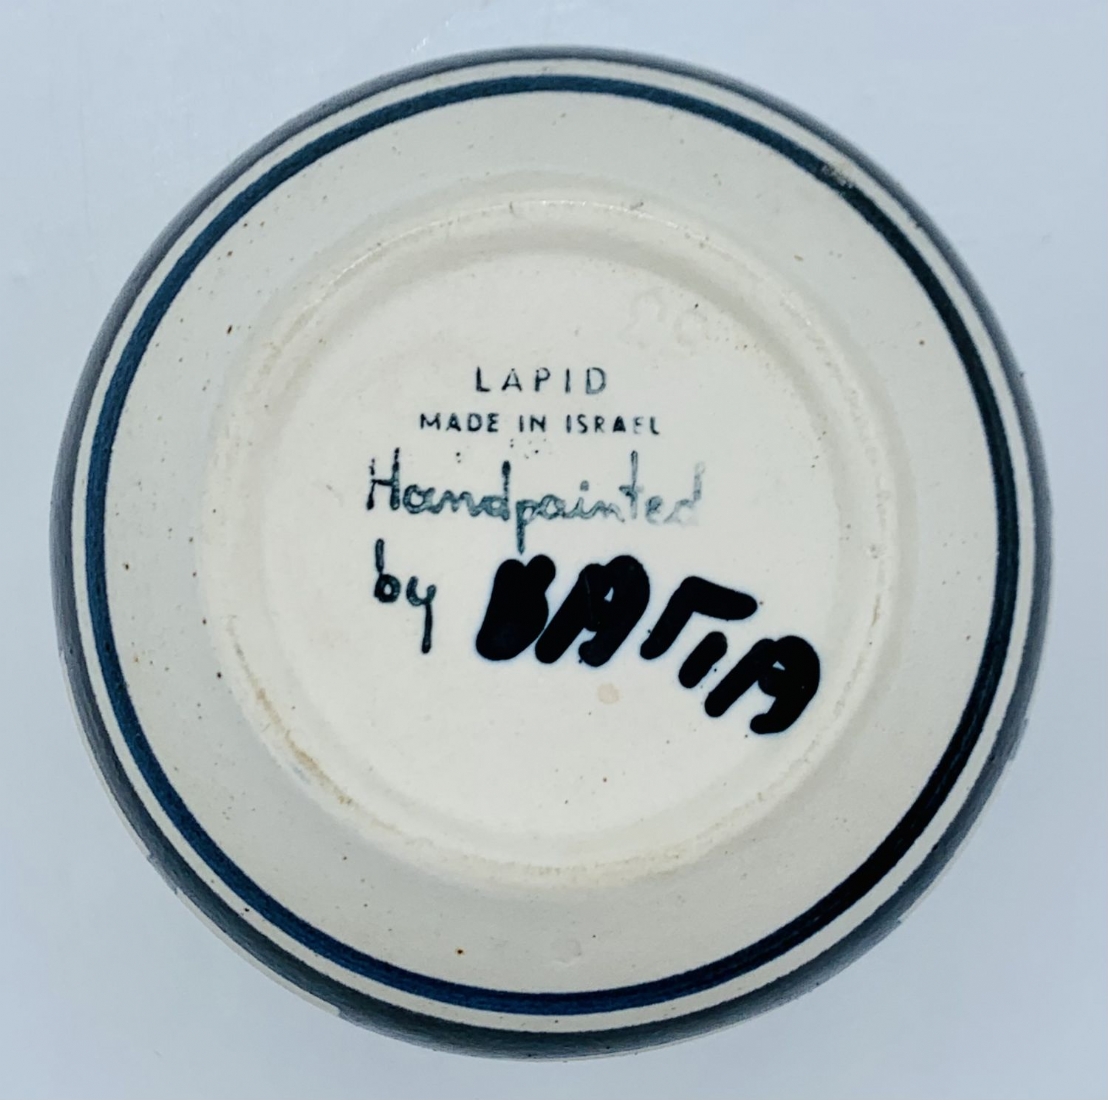 LAPID
MADE IN ISRAEL
Handpainted
by BATIA